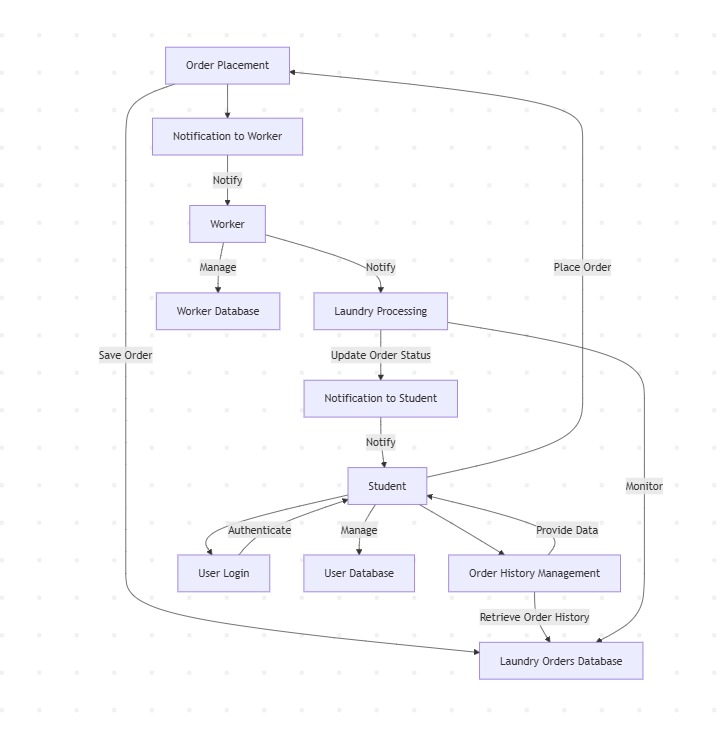 Order Placement
Notification to Worker
Notify
Worker
Manage
Notify
Place Order
Worker Database
Laundry Processing
Save Order
Update Order Status
Notification to Student
Notify
Student
Monitor
Authenticate
Manage
Provide Data
User Login
User Database
Order History Management
Retrieve Order History
Laundry Orders Database